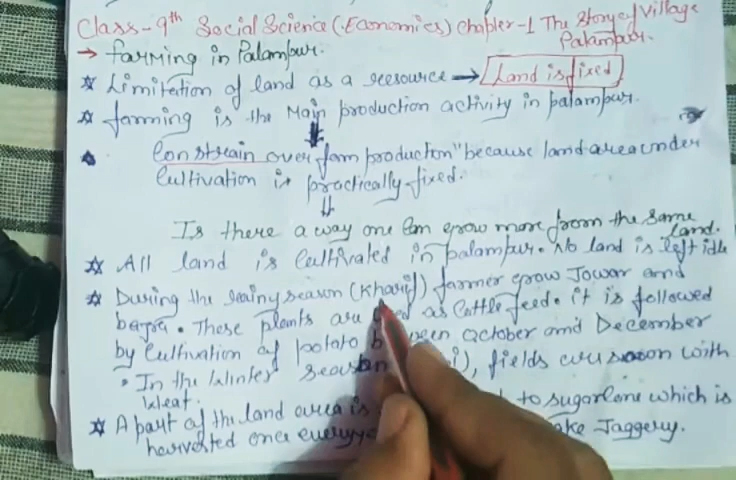 Class-9th Social Science (Economics) Chapter-1 The Story of Village
Palampur.
→ farming in Palampur.
☆ Limitation of land as a resource → Land is fixed
☆ farming is the Main production activity in palampur.
Constrain over fam production" because land area under
Cultivation is practically fixed.
Is there a way one can grow more from the same
land.
☆ All land is Cultivated in palampur. No land is left idle
☆ During the rainy season (Kharif) farmer grow Jowar and
bajra. These plants are as Cattle feed. it is followed
by Cultivation of potato October and December
• In the Winter season fields are sown with
wheat.
☆ A part of the land area is to sugarcane which is
harvested once every Jaggery.